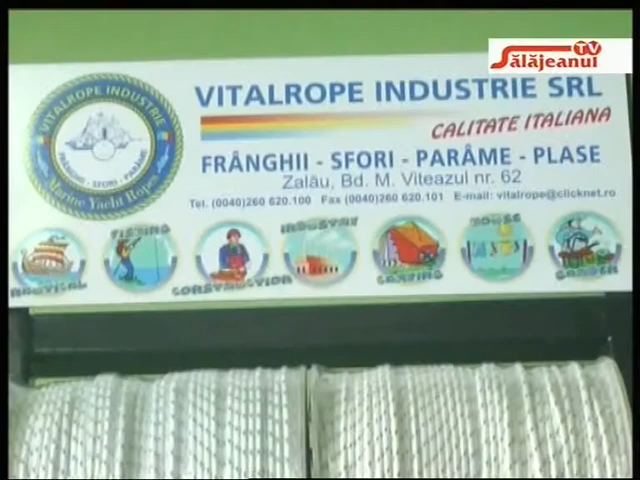 Sălăjeanul TV
VITALROPE INDUSTRIE SRL
CALITATE ITALIANA
FRÂNGHII - SFORI - PARÂME - PLASE
Zalău, Bd. M. Viteazul nr. 62
Tel. (0040)260 620.100 Fax (0040)260 620.101 E-mail: vitalrope@clicknet.ro
VITALROPE INDUSTRIE
FRÂNGHII - SFORI - PARÂME
Marine Yacht Rope
NAUTICAL
FISHING
CONSTRUCTION
INDUSTRY
CAMPING
HOUSE
GARDEN